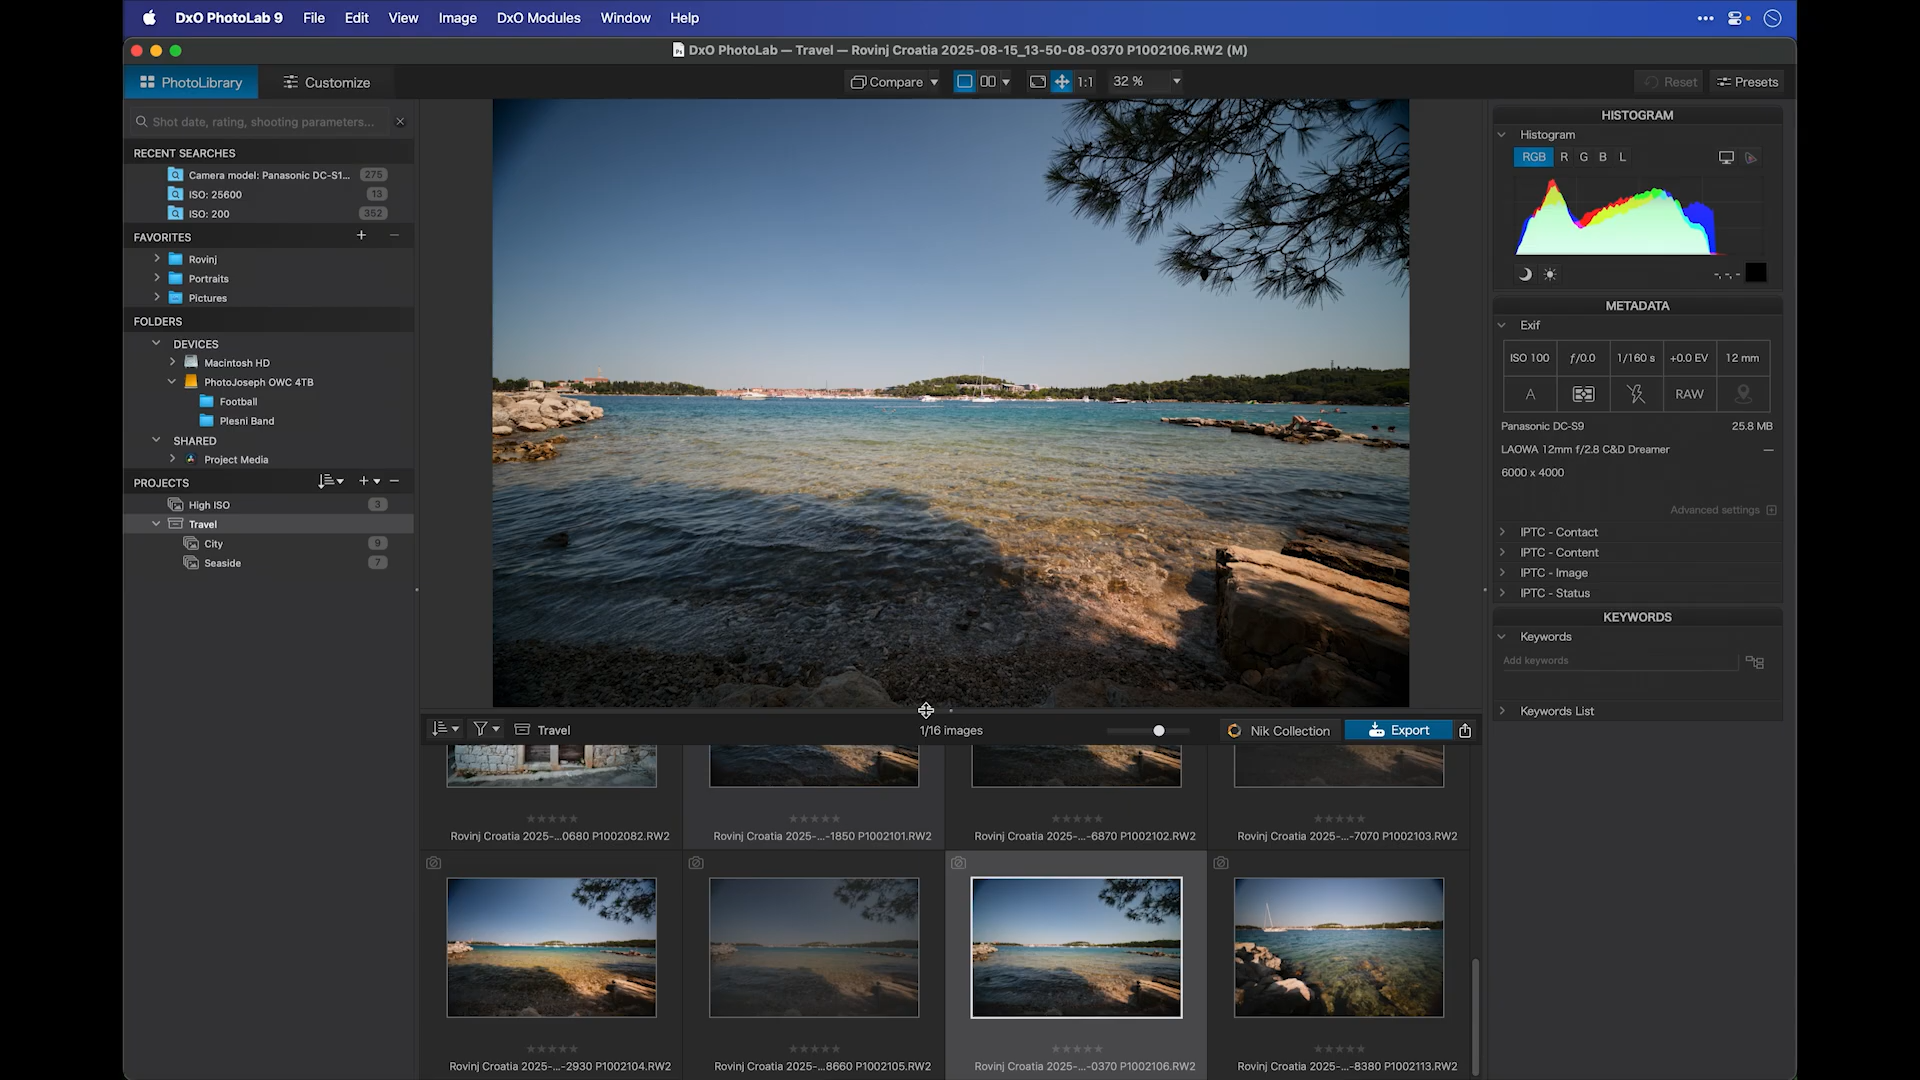 DxO PhotoLab 9 File Edit View Image DxO Modules Window Help
DxO PhotoLab — Travel — Rovinj Croatia 2025-08-15_13-50-08-0370 P1002106.RW2 (M)
PhotoLibrary Customize Compare 1:1 32 % Reset Presets
Shot date, rating, shooting parameters...
RECENT SEARCHES
Camera model: Panasonic DC-S1... 275
ISO: 25600 13
ISO: 200 352
FAVORITES
Rovinj
Portraits
Pictures
FOLDERS
DEVICES
Macintosh HD
PhotoJoseph OWC 4TB
Football
Plesni Band
SHARED
Project Media
PROJECTS
High ISO 3
Travel
City 9
Seaside 7
HISTOGRAM
Histogram
RGB R G B L
-, -, -
METADATA
Exif
ISO 100 ƒ/0.0 1/160 s +0.0 EV 12 mm
A RAW
Panasonic DC-S9 25.8 MB
LAOWA 12mm f/2.8 C&D Dreamer —
6000 x 4000
Advanced settings
IPTC - Contact
IPTC - Content
IPTC - Image
IPTC - Status
KEYWORDS
Keywords
Add keywords
Keywords List
Travel 1/16 images Nik Collection Export
Rovinj Croatia 2025-...0680 P1002082.RW2
Rovinj Croatia 2025-...-1850 P1002101.RW2
Rovinj Croatia 2025-...-6870 P1002102.RW2
Rovinj Croatia 2025-...-7070 P1002103.RW2
Rovinj Croatia 2025-...-2930 P1002104.RW2
Rovinj Croatia 2025-...8660 P1002105.RW2
Rovinj Croatia 2025-...-0370 P1002106.RW2
Rovinj Croatia 2025-...-8380 P1002113.RW2